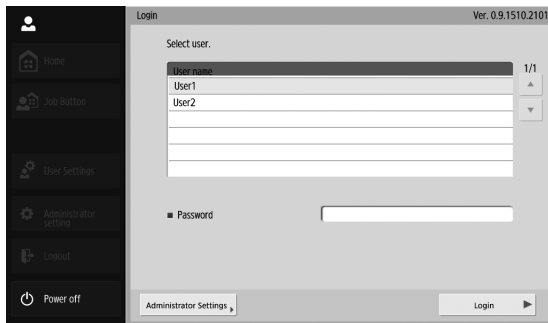 Login
Ver. 0.9.1510.2101
Select user.
User name
1/1
User1
User2
Password
Home
Job Button
User Settings
Administrator
setting
Logout
Power off
Administrator Settings
Login